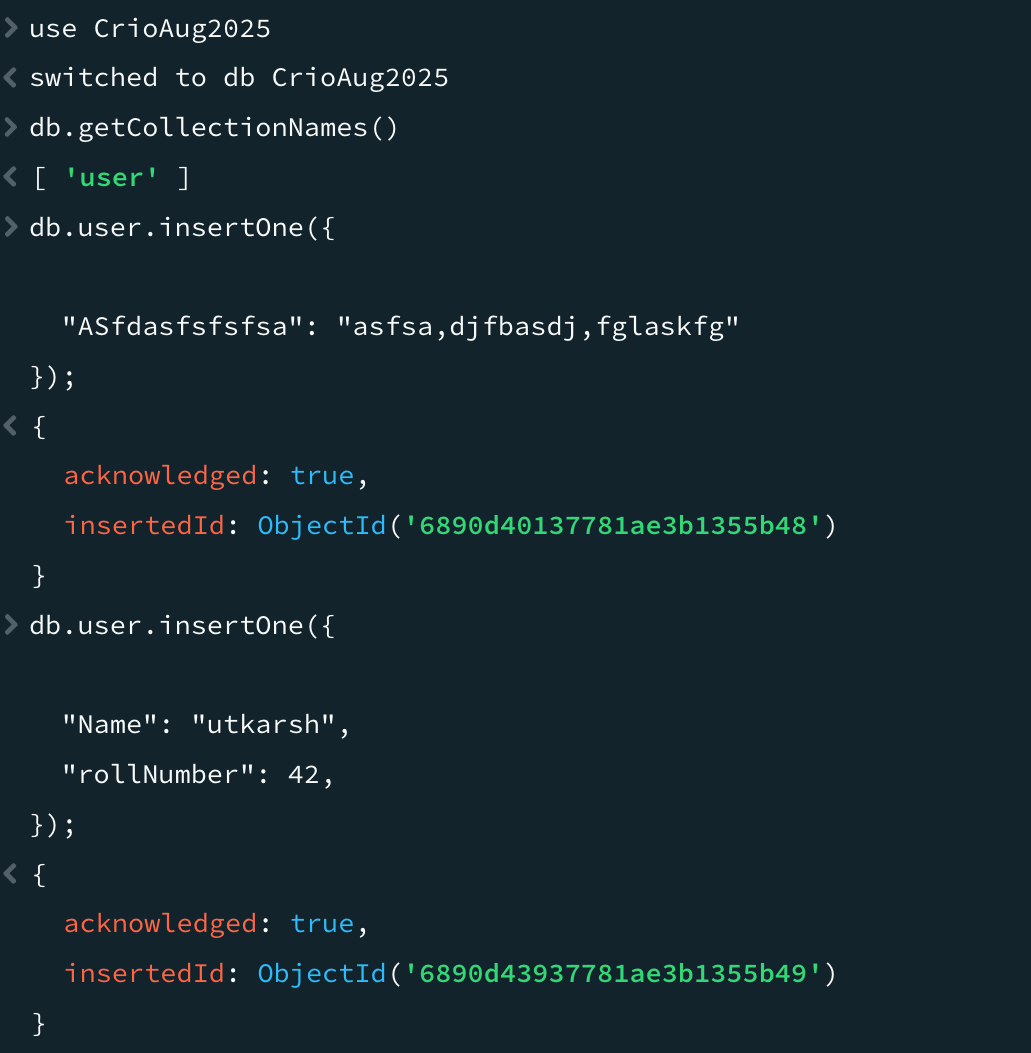 > use CrioAug2025
< switched to db CrioAug2025
> db.getCollectionNames()
< [ 'user' ]
> db.user.insertOne({
"ASfdasfsfsfsa": "asfsa,djfbasdj,fglaskfg"
});
< {
acknowledged: true,
insertedId: ObjectId('6890d40137781ae3b1355b48')
}
> db.user.insertOne({
"Name": "utkarsh",
"rollNumber": 42,
});
< {
acknowledged: true,
insertedId: ObjectId('6890d43937781ae3b1355b49')
}